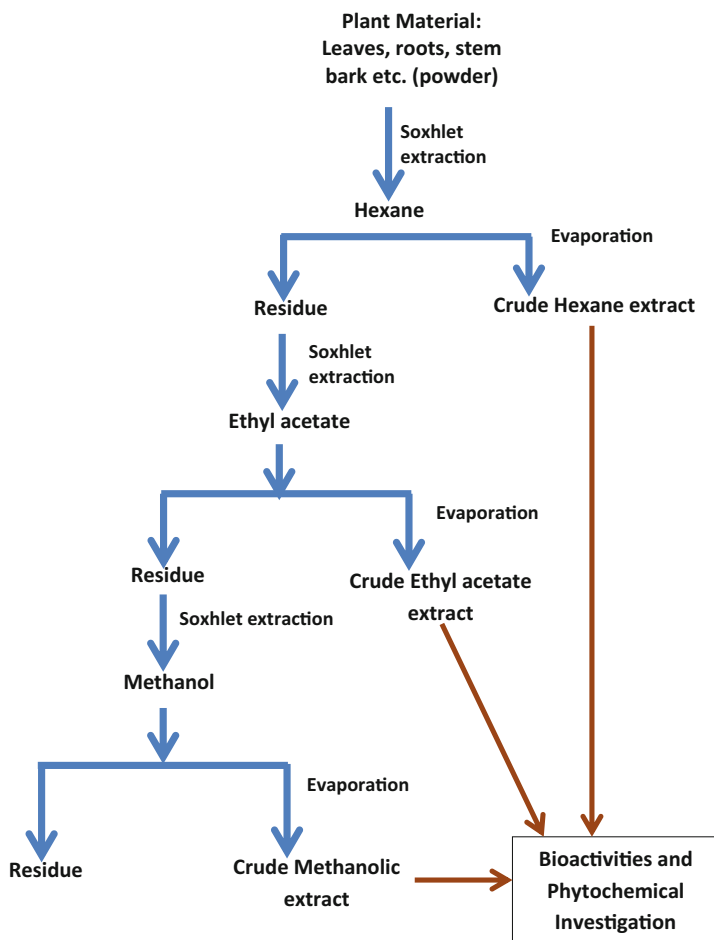 Plant Material:
Leaves, roots, stem
bark etc. (powder)
Soxhlet
extraction
Hexane
Evaporation
Residue
Crude Hexane extract
Soxhlet
extraction
Ethyl acetate
Evaporation
Residue
Crude Ethyl acetate
extract
Soxhlet extraction
Methanol
Evaporation
Residue
Crude Methanolic
extract
Bioactivities and
Phytochemical
Investigation